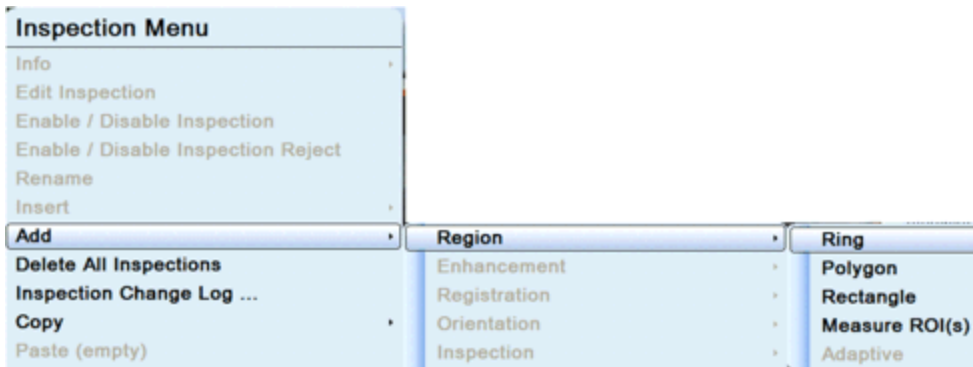 Inspection Menu
Info
Edit Inspection
Enable / Disable Inspection
Enable / Disable Inspection Reject
Rename
Insert
Add
Delete All Inspections
Inspection Change Log ...
Copy
Paste (empty)
Region
Enhancement
Registration
Orientation
Inspection
Ring
Polygon
Rectangle
Measure ROI(s)
Adaptive